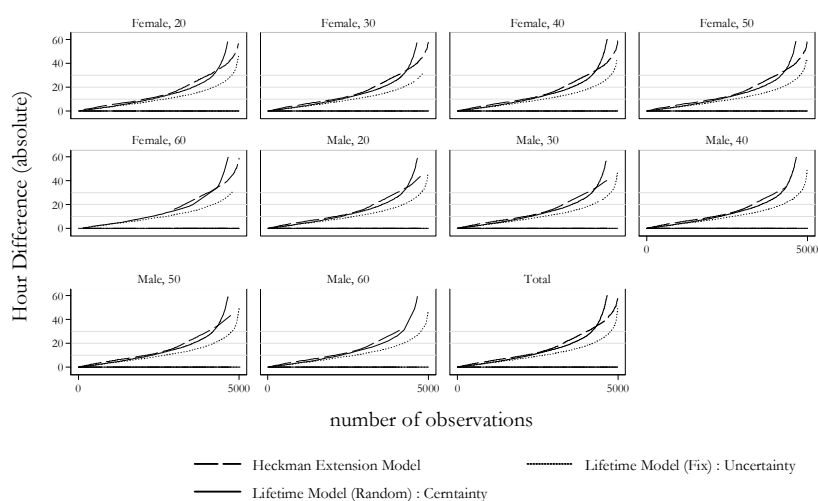 Female, 20 Female, 30 Female, 40 Female, 50
60
40
20
0
Female, 60 Male, 20 Male, 30 Male, 40
60
40
20
0
0 5000
Male, 50 Male, 60 Total
60
40
20
0
0 5000 0 5000 0 5000
Hour Difference (absolute)
number of observations
Heckman Extension Model
Lifetime Model (Fix) : Uncertainty
Lifetime Model (Random) : Cerntainty